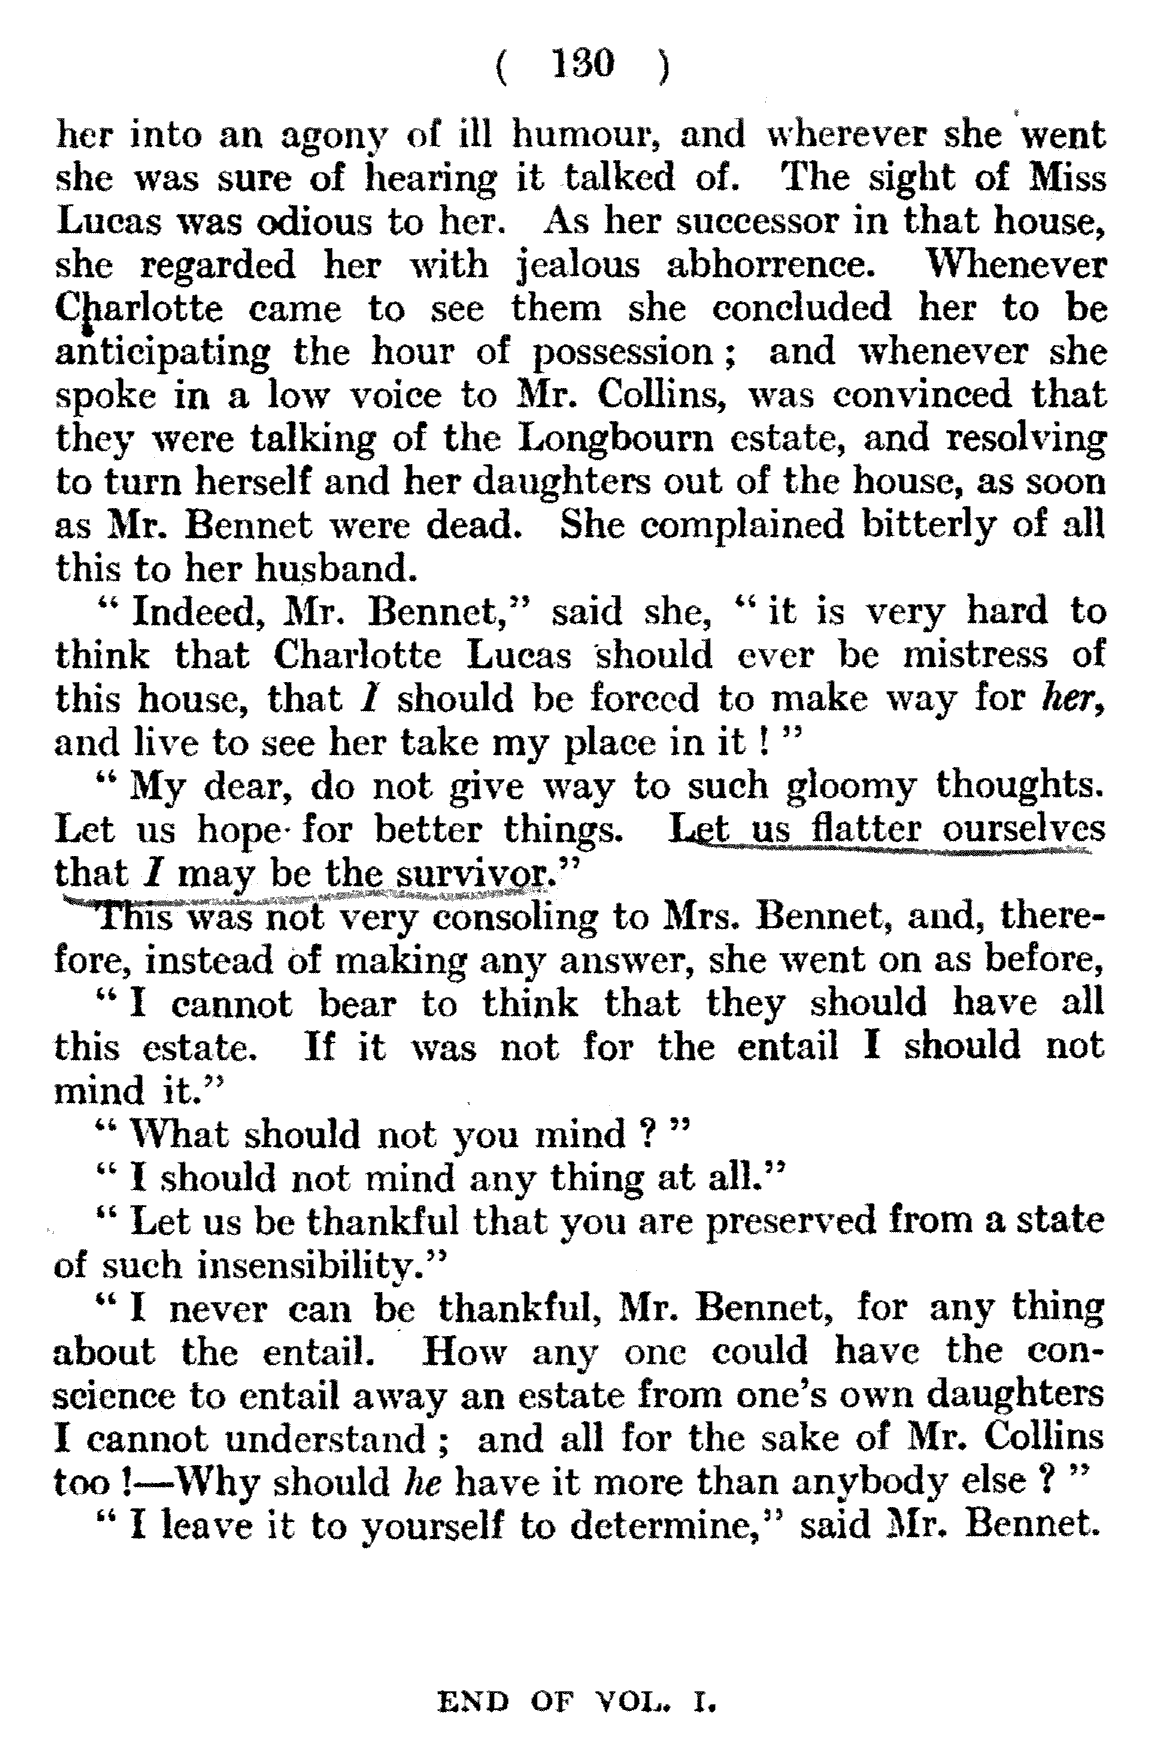 ( 130 )
her into an agony of ill humour, and wherever she went
she was sure of hearing it talked of. The sight of Miss
Lucas was odious to her. As her successor in that house,
she regarded her with jealous abhorrence. Whenever
Charlotte came to see them she concluded her to be
anticipating the hour of possession ; and whenever she
spoke in a low voice to Mr. Collins, was convinced that
they were talking of the Longbourn estate, and resolving
to turn herself and her daughters out of the house, as soon
as Mr. Bennet were dead. She complained bitterly of all
this to her husband.
“ Indeed, Mr. Bennet,” said she, “ it is very hard to
think that Charlotte Lucas should ever be mistress of
this house, that I should be forced to make way for her,
and live to see her take my place in it ! ”
“ My dear, do not give way to such gloomy thoughts.
Let us hope for better things. Let us flatter ourselves
that I may be the survivor.”
This was not very consoling to Mrs. Bennet, and, there-
fore, instead of making any answer, she went on as before,
“ I cannot bear to think that they should have all
this estate. If it was not for the entail I should not
mind it.”
“ What should not you mind ? ”
“ I should not mind any thing at all.”
“ Let us be thankful that you are preserved from a state
of such insensibility.”
“ I never can be thankful, Mr. Bennet, for any thing
about the entail. How any one could have the con-
science to entail away an estate from one’s own daughters
I cannot understand ; and all for the sake of Mr. Collins
too !—Why should he have it more than anybody else ? ”
“ I leave it to yourself to determine,” said Mr. Bennet.
END OF VOL. I.